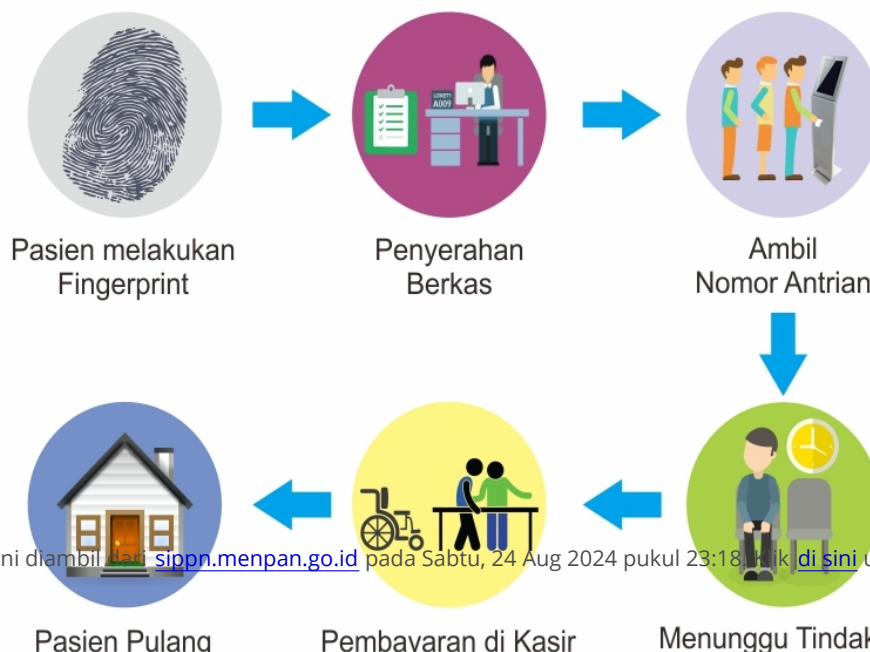 LOKET1
A009
Pasien melakukan
Fingerprint
Penyerahan
Berkas
Ambil
Nomor Antrian
ni diambil dari sippn.menpan.go.id pada Sabtu, 24 Aug 2024 pukul 23:18. Klik di sini u
Pasien Pulang
Pembayaran di Kasir
Menunggu Tindak